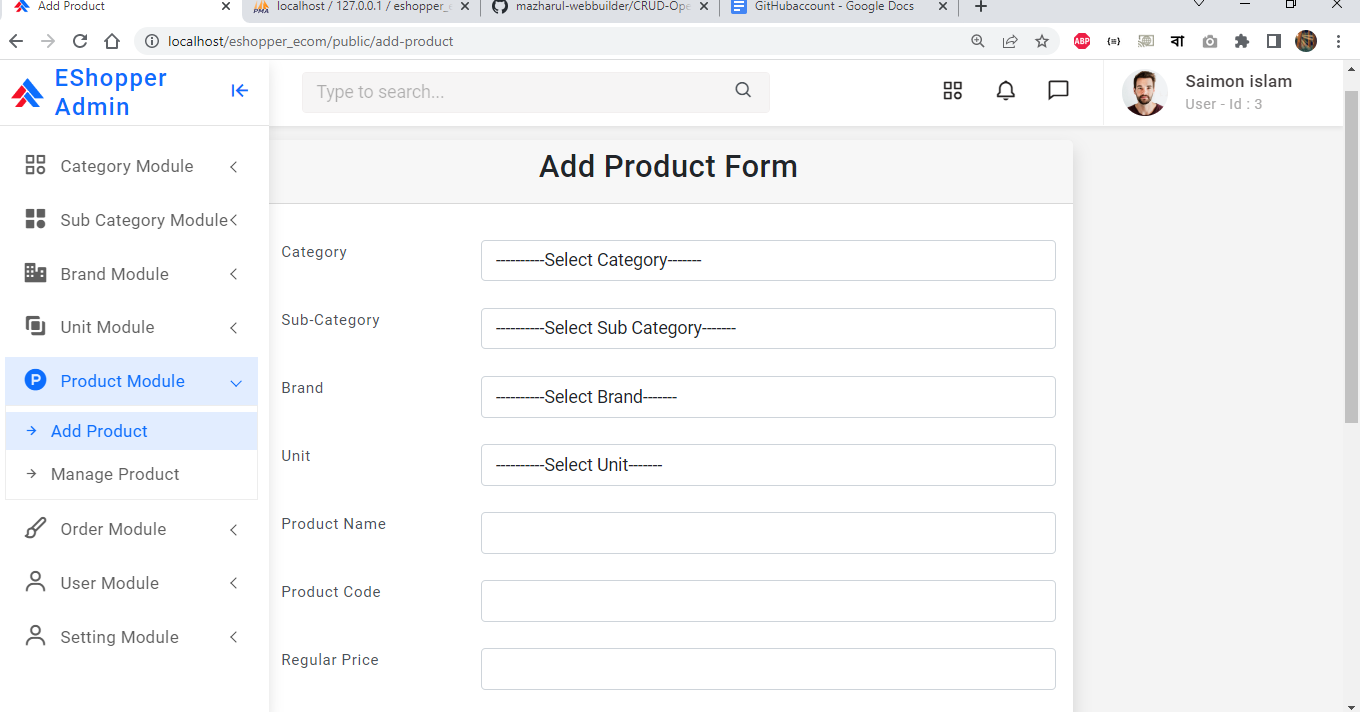 Add Product
localhost / 127.0.0.1 / eshopper_e
mazharul-webbuilder/CRUD-Ope
GitHubaccount - Google Docs
localhost/eshopper_ecom/public/add-product
ABP
বা
EShopper
Admin
Type to search...
Saimon islam
User - Id : 3
Category Module
Sub Category Module
Brand Module
Unit Module
P
Product Module
Add Product
Manage Product
Order Module
User Module
Setting Module
Add Product Form
Category
----------Select Category-------
Sub-Category
----------Select Sub Category-------
Brand
----------Select Brand-------
Unit
----------Select Unit-------
Product Name
Product Code
Regular Price